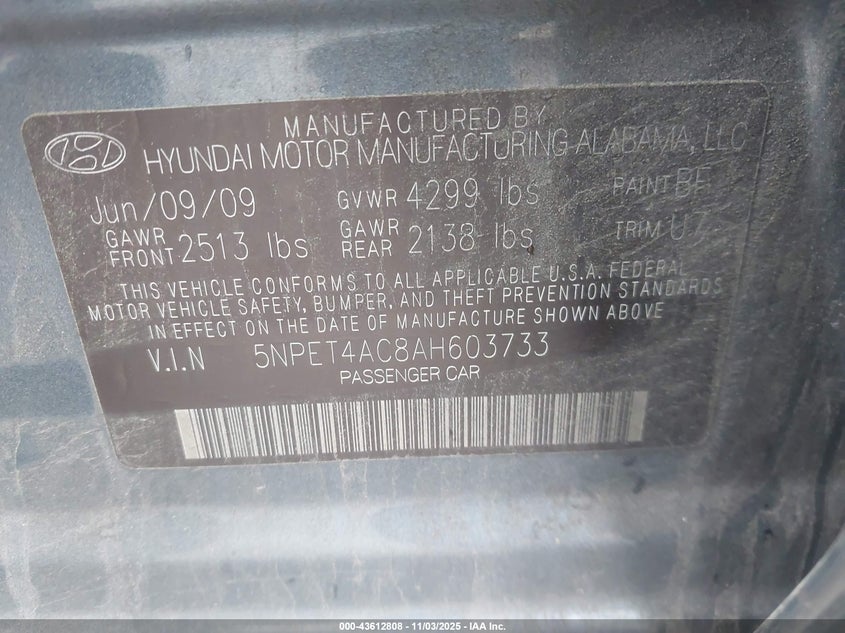 MANUFACTURED BY
HYUNDAI MOTOR MANUFACTURING ALABAMA, LLC
Jun/09/09 GVWR 4299 lbs PAINT BF
GAWR FRONT 2513 lbs GAWR REAR 2138 lbs TRIM UZ
THIS VEHICLE CONFORMS TO ALL APPLICABLE U.S.A. FEDERAL
MOTOR VEHICLE SAFETY, BUMPER, AND THEFT PREVENTION STANDARDS
IN EFFECT ON THE DATE OF MANUFACTURE SHOWN ABOVE
V.I.N 5NPET4AC8AH603733
PASSENGER CAR
000-43612808 - 11/03/2025 - IAA Inc.